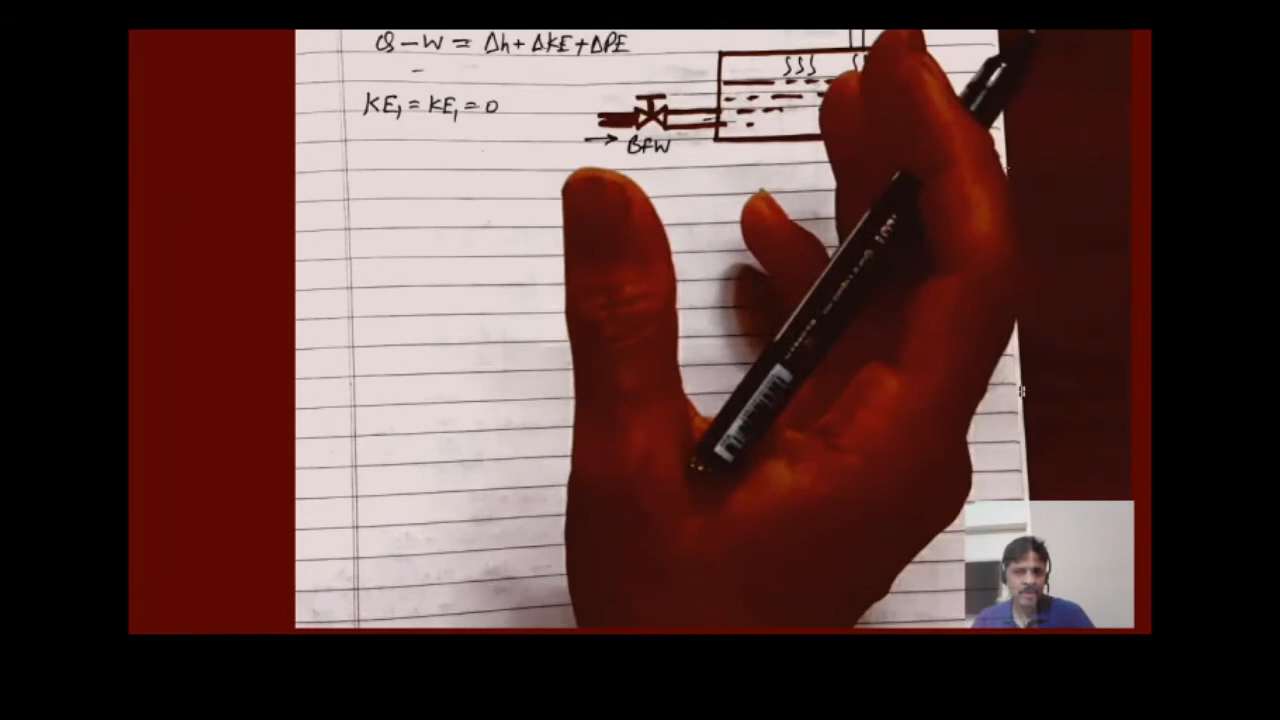 Q - W = Δh + ΔKE + ΔPE
-
KE₁ = KE₁ = 0
→ BFW